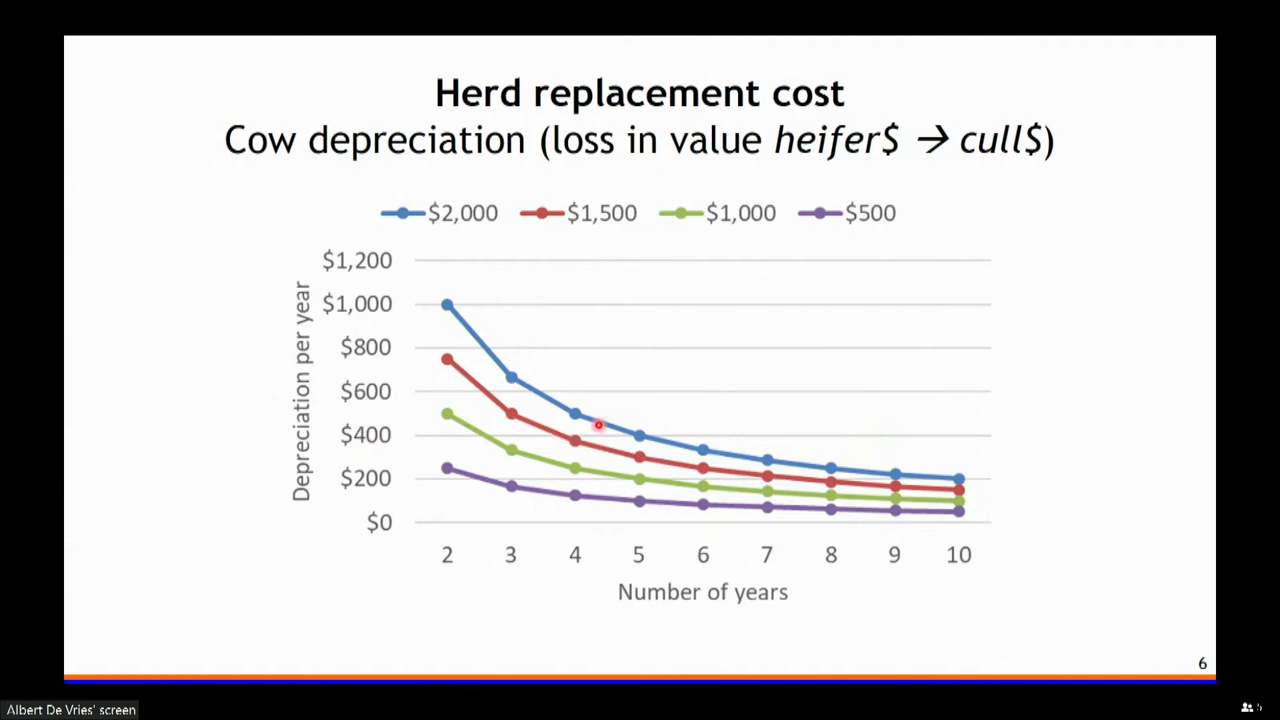 Herd replacement cost
Cow depreciation (loss in value heifer$ → cull$)
$2,000 $1,500 $1,000 $500
$1,200
$1,000
$800
$600
$400
$200
$0
Depreciation per year
2 3 4 5 6 7 8 9 10
Number of years
6
Albert De Vries' screen